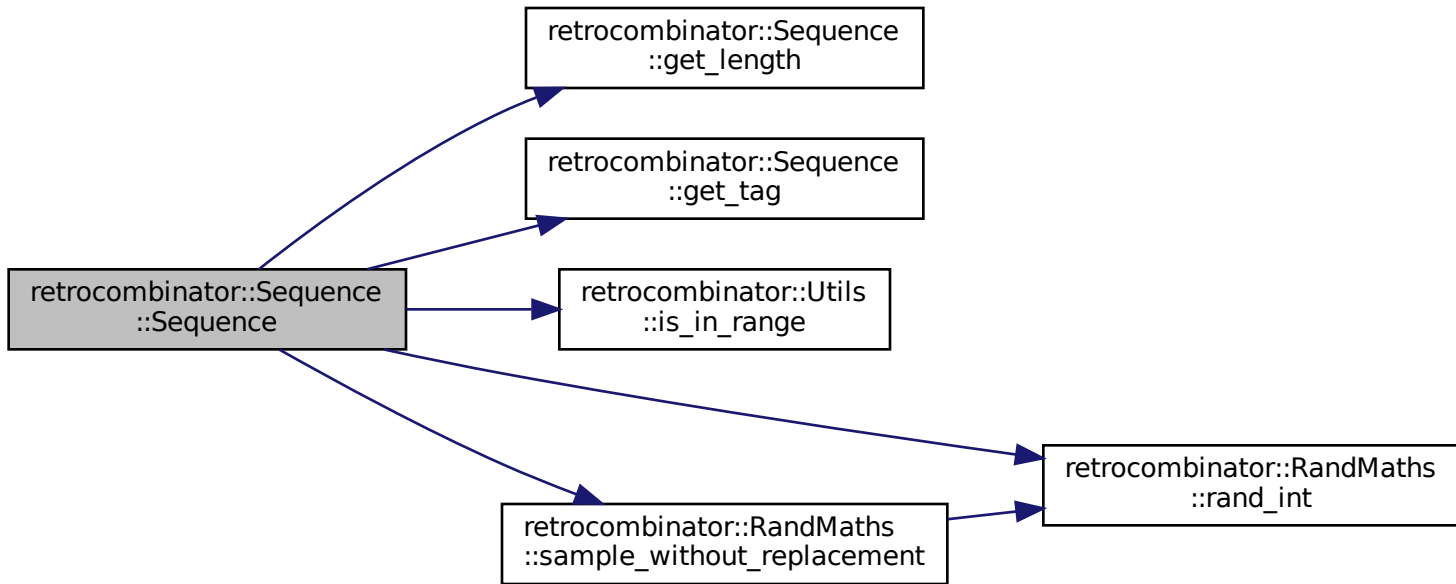 retrocombinator::Sequence
::get_length
retrocombinator::Sequence
::get_tag
retrocombinator::Sequence
::Sequence
retrocombinator::Utils
::is_in_range
retrocombinator::RandMaths
::rand_int
retrocombinator::RandMaths
::sample_without_replacement